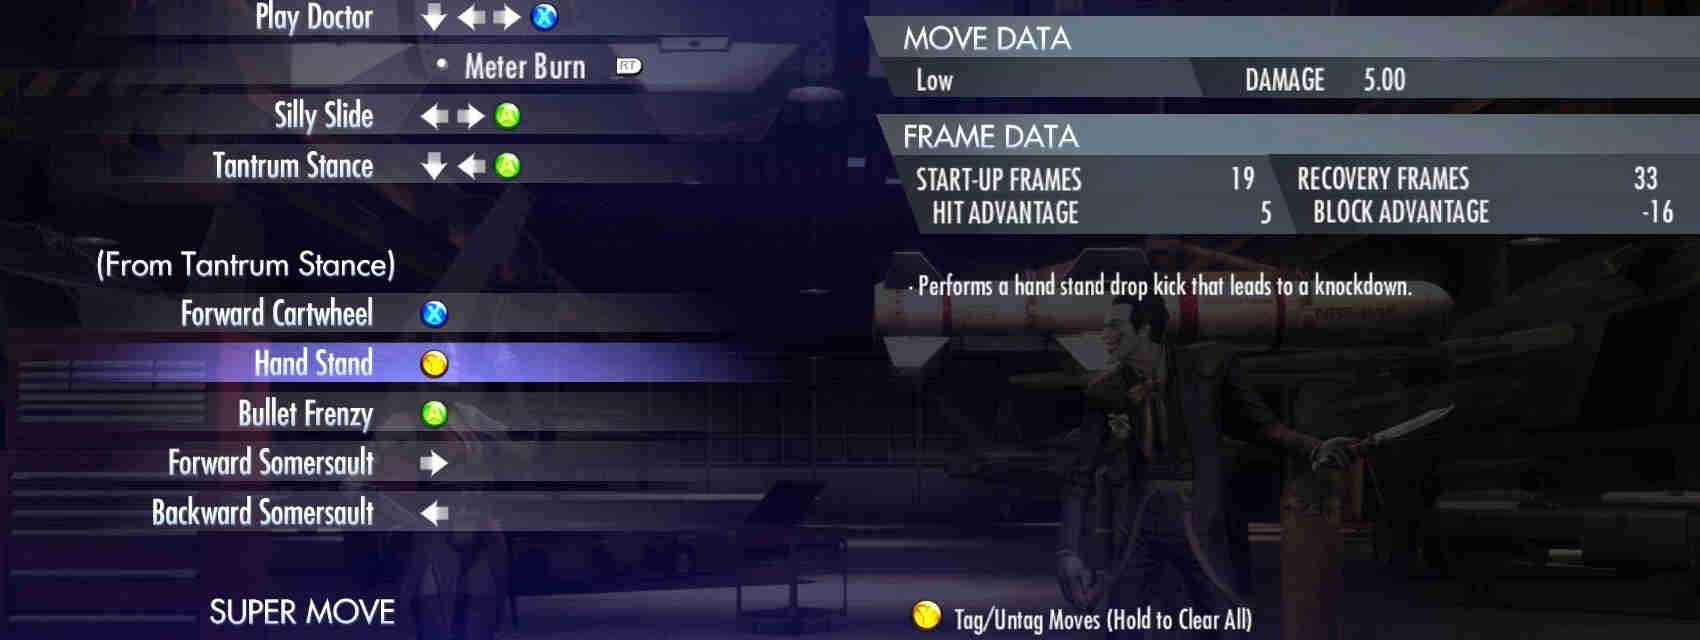 Play Doctor X
Meter Burn RT
Silly Slide A
Tantrum Stance A
(From Tantrum Stance)
Forward Cartwheel X
Hand Stand Y
Bullet Frenzy A
Forward Somersault
Backward Somersault
SUPER MOVE
MOVE DATA
Low DAMAGE 5.00
FRAME DATA
START-UP FRAMES 19 RECOVERY FRAMES 33
HIT ADVANTAGE 5 BLOCK ADVANTAGE -16
· Performs a hand stand drop kick that leads to a knockdown.
Y Tag/Untag Moves (Hold to Clear All)